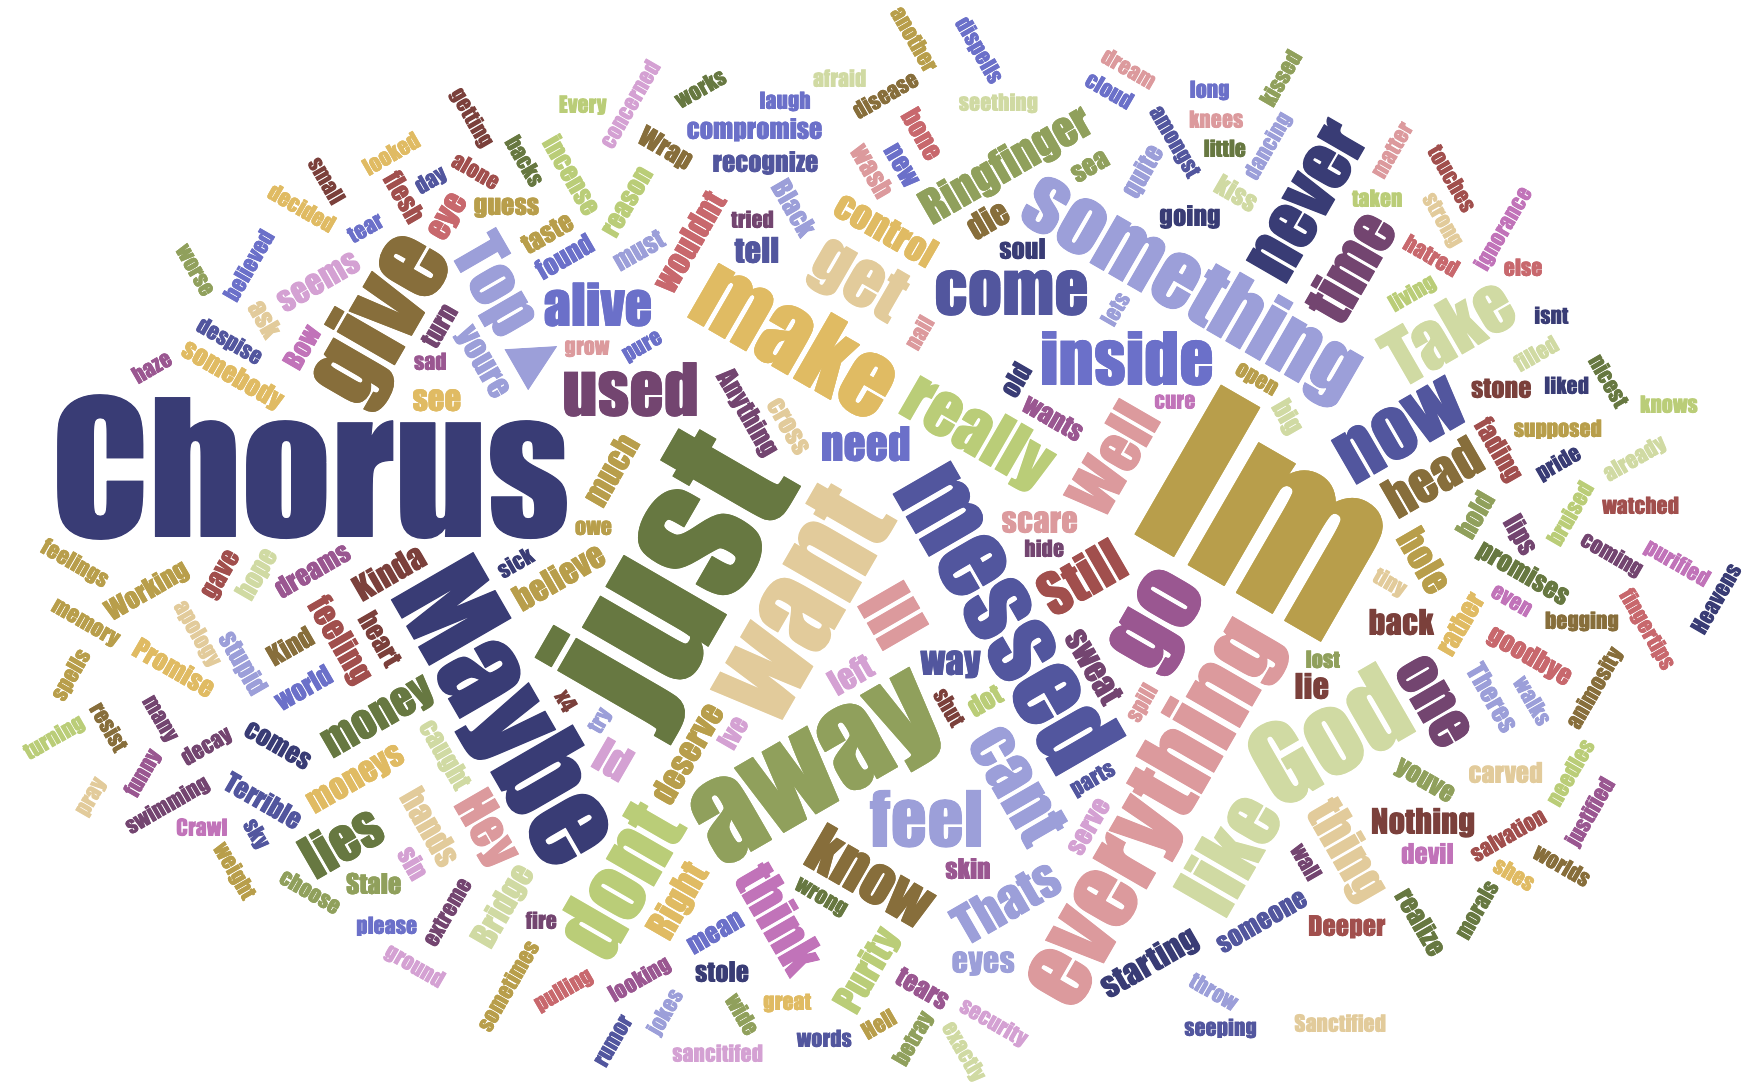 another
dispells
dream
cloud
long
kissed
afraid
disease
seething
knees
amongst
dancing
little
Every
concerned
works
laugh
compromise
recognize
Wrap
wash
new
bone
Ringfinger
sea
quite
kiss
never
matter
touches
getting
hacks
incense
reason
looked
small
alone
day
flesh
eye
guess
decided
tear
taste
found
must
wouldnt
tried
Black
tell
control
die
soul
something
going
taken
time
strong
hatred
Ignorance
else
worse
believed
seems
give
Top
alive
make
get
come
lets
living
Take
isnt
ask
despise
Bow
turn
youre
pure
grow
nail
inside
filled
nicest
haze
somebody
sad
see
used
Anything
cross
really
old
wants
cure
open
big
stone
liked
knows
Chorus
much
need
Well
Im
now
fading
supposed
pride
already
head
watched
owe
just
want
messed
scare
hide
hold
lips
bruised
coming
purified
Heavens
feelings
Working
gave
hope
dreams
Kinda
sick
believe
Still
go
hole
tiny
promises
even
begging
fingertips
memory
apology
Promise
stupid
Kind
feeling
heart
Maybe
Ill
way
sweat
back
rather
goodbye
spells
world
x4
try
left
shut
dot
spill
lost
lie
one
Theres
walks
animosity
turning
resist
many
decay
comes
money
caught
Id
deserve
Ive
away
cant
parts
everything
God
like
youve
carved
needles
pray
funny
swimming
Terrible
moneys
hands
Hey
dont
feel
serve
thing
Nothing
devil
salvation
justified
Crawl
sky
lies
sin
weight
choose
Stale
extreme
Bridge
Right
think
know
wrong
skin
wall
shes
worlds
please
fire
mean
Thats
someone
Deeper
realize
morals
ground
sometimes
pulling
looking
stole
Purity
tears
eyes
starting
throw
rumor
jokes
wide
great
words
Hell
betray
security
exactly
seeping
Sanctified
sancitifed